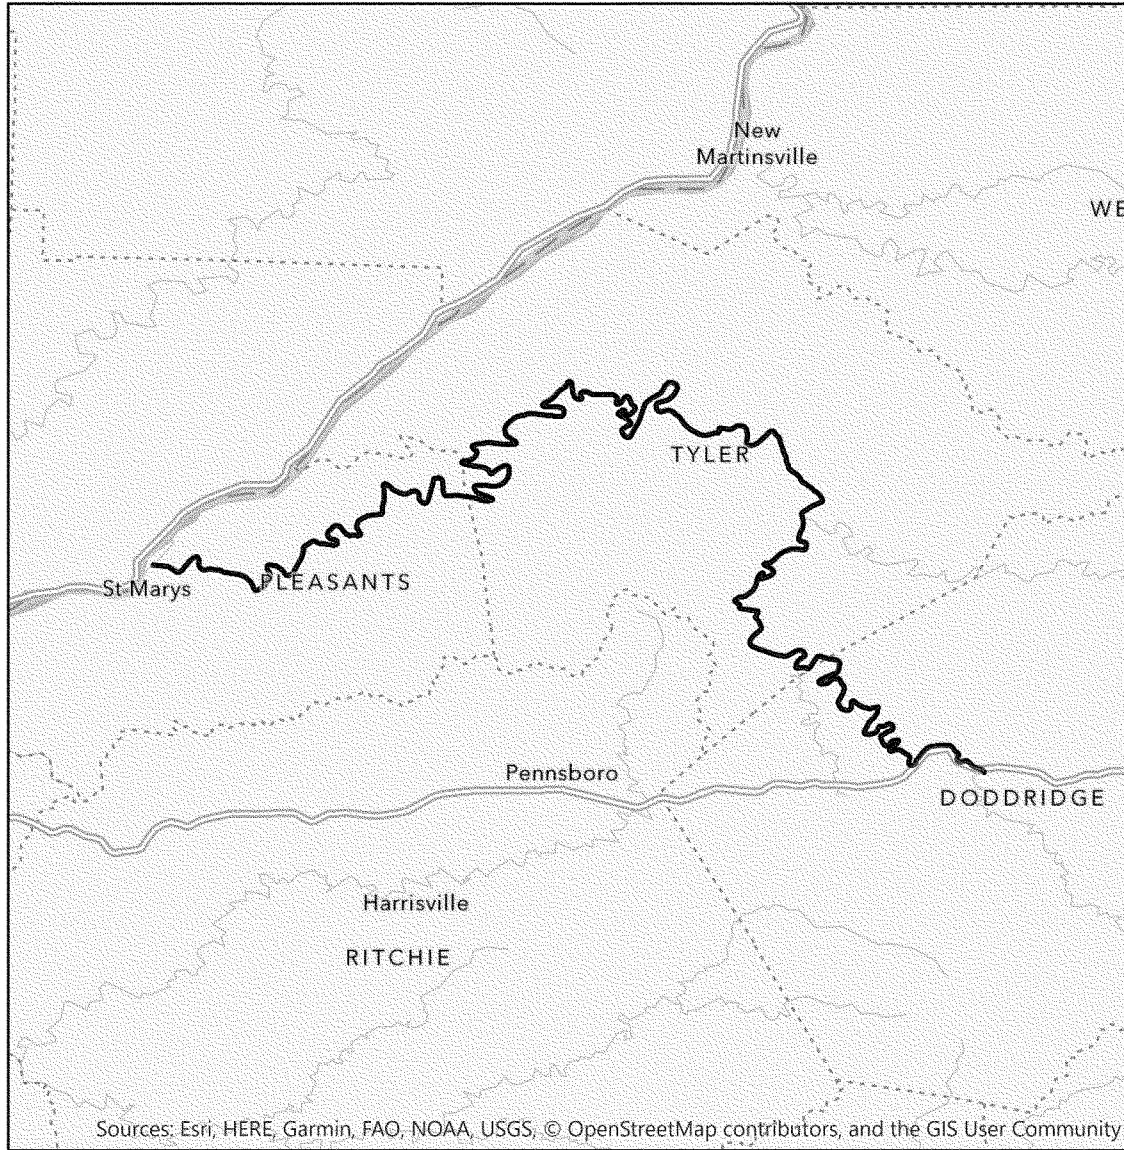 New
Martinsville
WE
TYLER
St Marys
PLEASANTS
Pennsboro
DODDRIDGE
Harrisville
RITCHIE
Sources: Esri, HERE, Garmin, FAO, NOAA, USGS, © OpenStreetMap contributors, and the GIS User Community